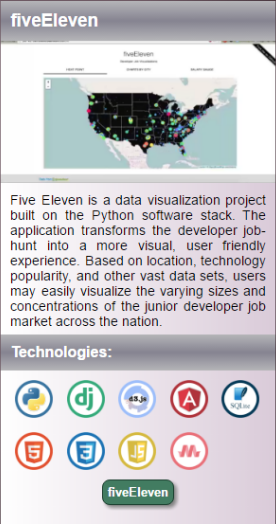 fiveEleven
fiveEleven
Five Eleven is a data visualization project
built on the Python software stack. The
application transforms the developer job-
hunt into a more visual, user friendly
experience. Based on location, technology
popularity, and other vast data sets, users
may easily visualize the varying sizes and
concentrations of the junior developer job
market across the nation.
Technologies:
dj
d3.js
A
SQLite
5
3
JS
fiveEleven